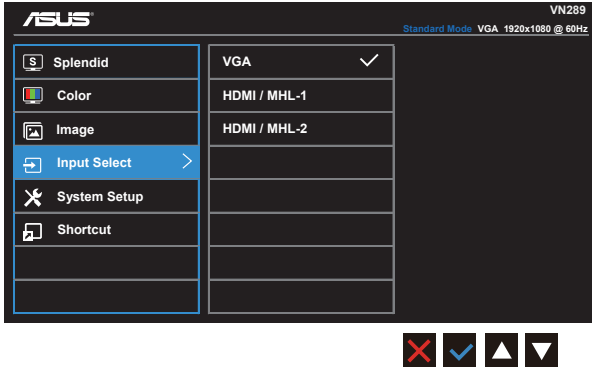 ASUS
VN289
Standard Mode VGA 1920x1080 @ 60Hz
S Splendid
Color
Image
Input Select
System Setup
Shortcut
VGA
HDMI / MHL-1
HDMI / MHL-2